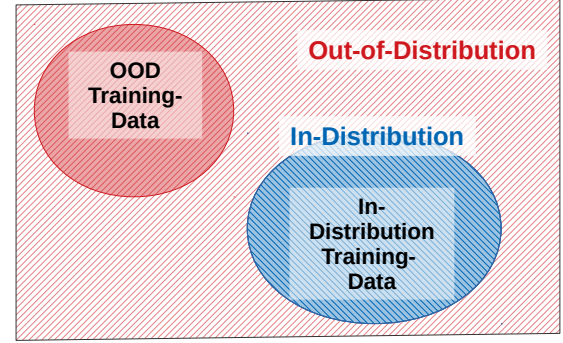 Out-of-Distribution
OOD
Training-
Data
In-Distribution
In-
Distribution
Training-
Data